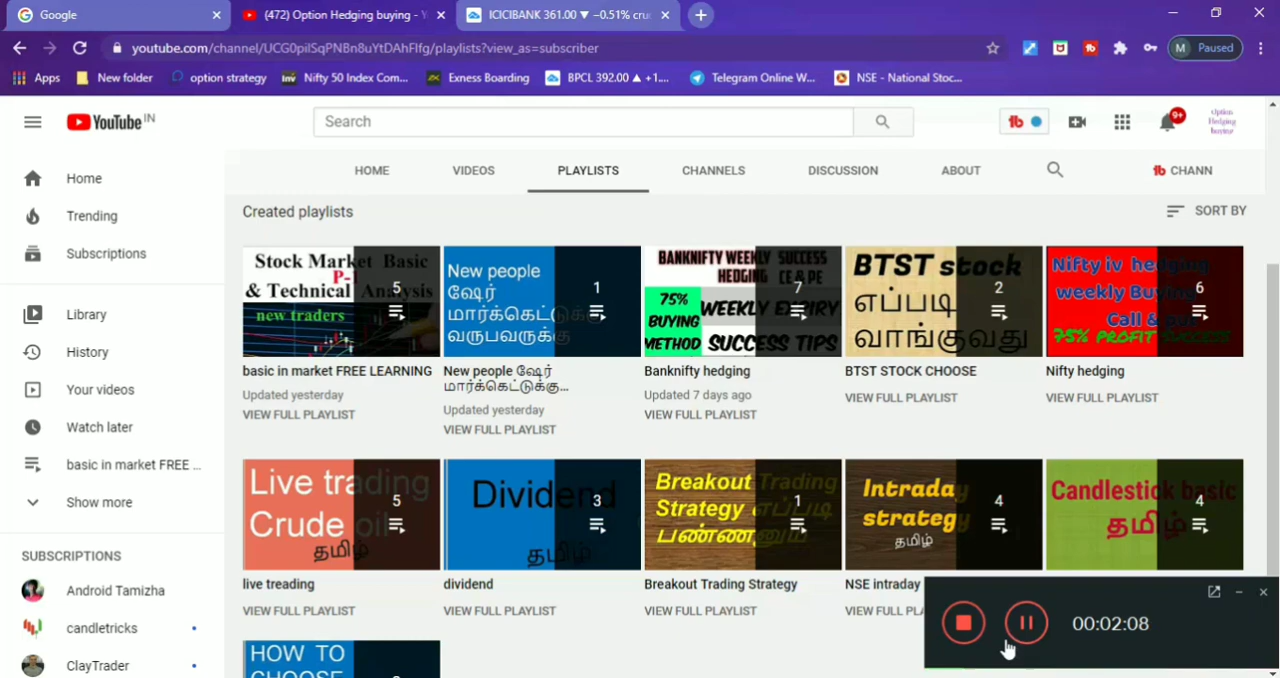 Google
(472) Option Hedging buying - Y
ICICIBANK 361.00 ▼ −0.51% cru
youtube.com/channel/UCG0pilSqPNBn8uYtDAhFlfg/playlists?view_as=subscriber
Paused
M
Apps
New folder
option strategy
Nifty 50 Index Com...
Exness Boarding
BPCL 392.00 ▲ +1....
Telegram Online W...
NSE - National Stoc...
YouTube IN
Search
9+
Option
Hedging
HOME
VIDEOS
PLAYLISTS
CHANNELS
DISCUSSION
ABOUT
CHANN
Home
Trending
Subscriptions
Library
History
Your videos
Watch later
basic in market FREE ...
Show more
SUBSCRIPTIONS
Android Tamizha
candletricks
ClayTrader
Created playlists
SORT BY
Stock Market Basic
P-1
& Technical Analysis
new traders
5
New people
ஷேர்
மார்க்கெட்டுக்கு
வருபவருக்கு
1
BANKNIFTY WEEKLY SUCCESS
HEDGING CE & PE
75%
BUYING
METHOD
WEEKLY EXPIRY
SUCCESS TIPS
7
BTST stock
எப்படி
வாங்குவது
2
Nifty iv hedging
weekly Buying
Call & put
75% PROFIT SUCCESS
6
basic in market FREE LEARNING
Updated yesterday
VIEW FULL PLAYLIST
New people ஷேர்
மார்க்கெட்டுக்கு...
Updated yesterday
VIEW FULL PLAYLIST
Banknifty hedging
Updated 7 days ago
VIEW FULL PLAYLIST
BTST STOCK CHOOSE
VIEW FULL PLAYLIST
Nifty hedging
VIEW FULL PLAYLIST
Live trading
Crude oil
தமிழ்
5
Dividend
தமிழ்
3
Breakout Trading
Strategy எப்படி
பண்ணனும்
1
Intraday
strategy
தமிழ்
4
Candlestick basic
தமிழ்
4
live treading
VIEW FULL PLAYLIST
dividend
VIEW FULL PLAYLIST
Breakout Trading Strategy
VIEW FULL PLAYLIST
NSE intraday
VIEW FULL PLA
HOW TO
CHOOSE
00:02:08